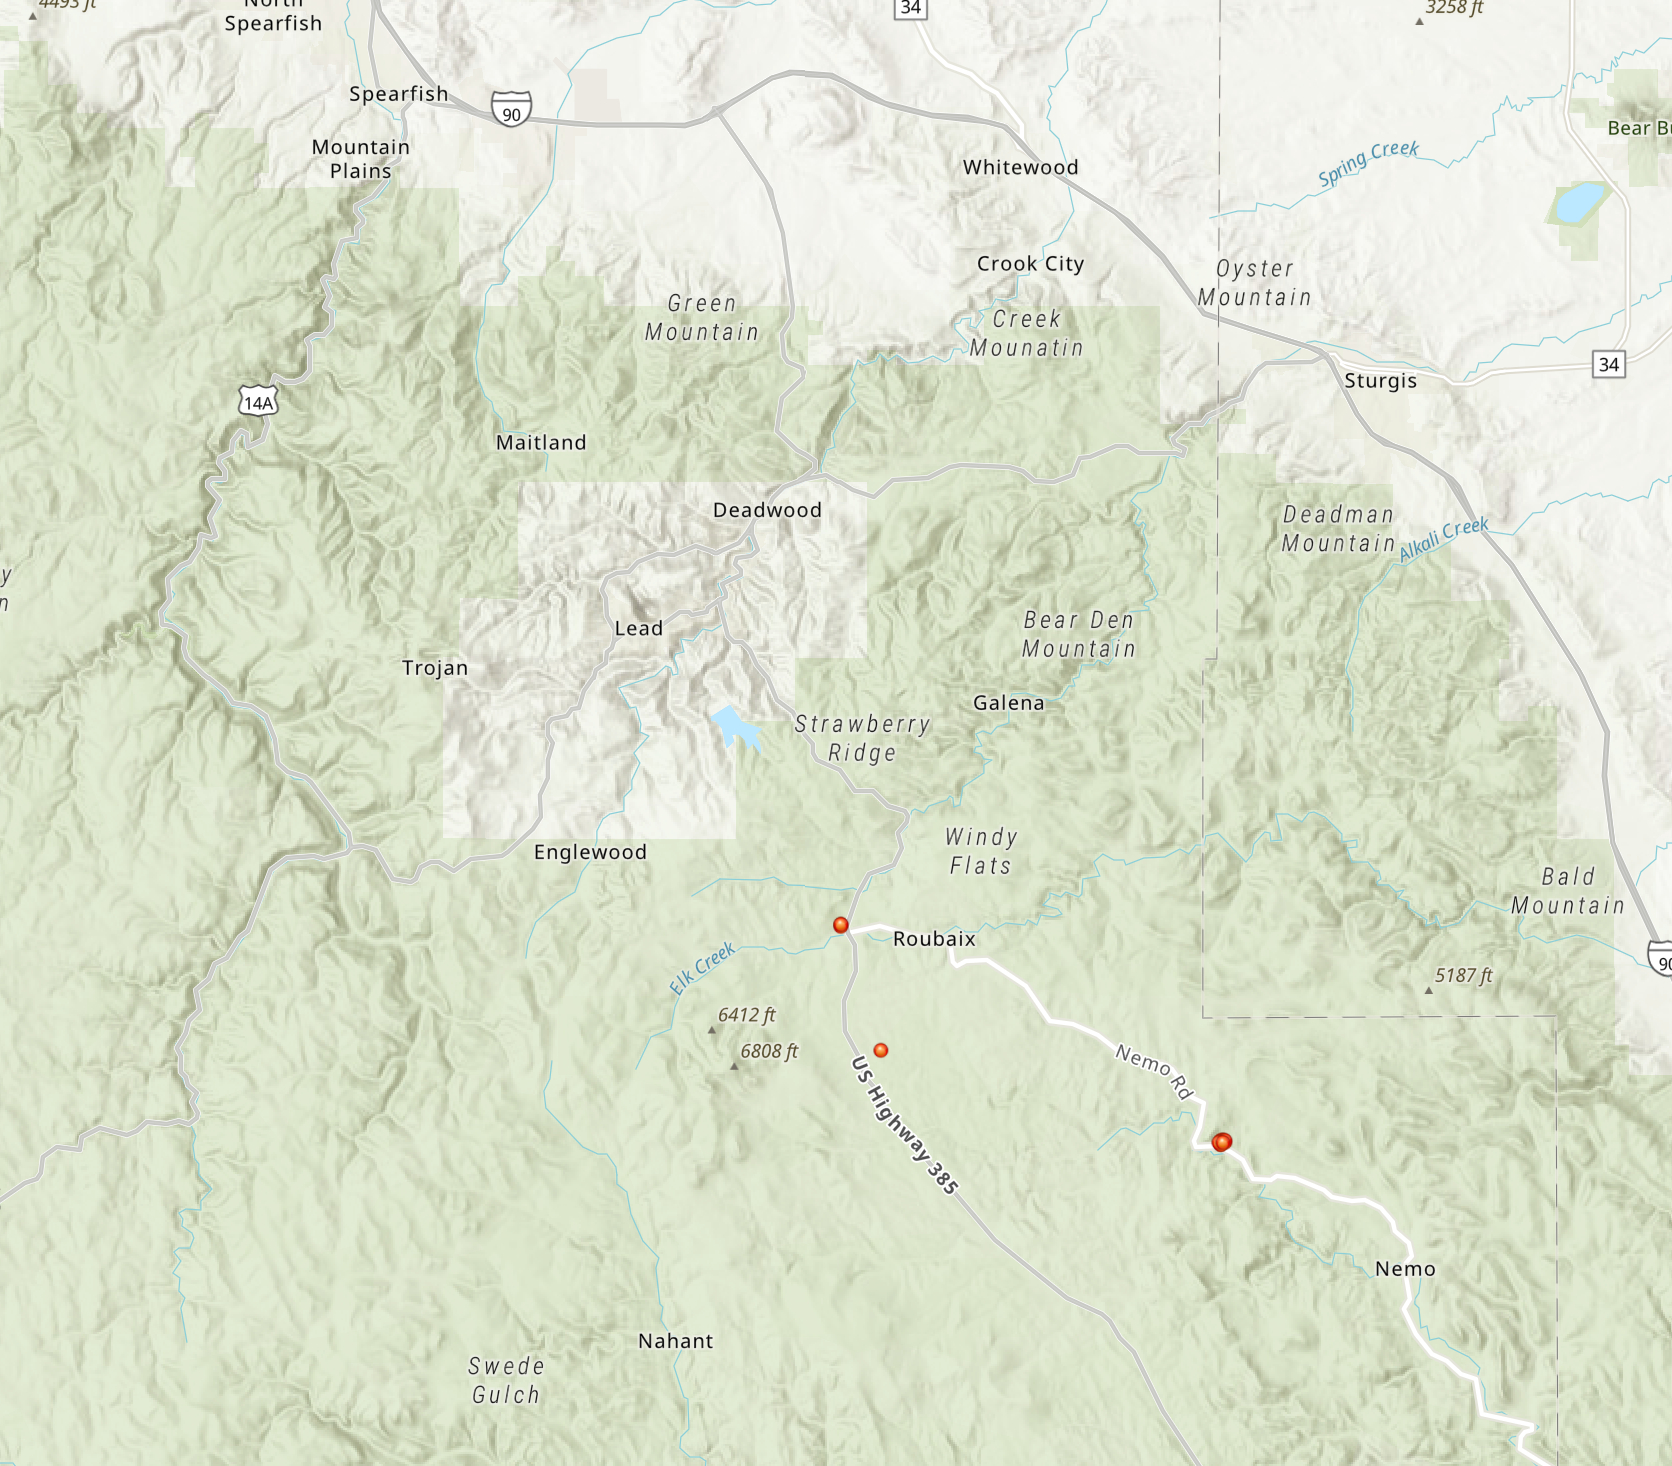 4493 ft
North
Spearfish
34
3258 ft
Spearfish
90
Mountain
Plains
Whitewood
Spring Creek
Bear Bu
Crook City
Oyster
Mountain
Green
Mountain
Creek
Mounatin
34
Sturgis
14A
Maitland
Deadwood
Deadman
Mountain
Alkali Creek
y
n
Bear Den
Mountain
Lead
Trojan
Galena
Strawberry
Ridge
Windy
Flats
Englewood
Bald
Mountain
Roubaix
Elk Creek
90
5187 ft
6412 ft
6808 ft
Nemo Rd
US Highway 385
Nemo
Nahant
Swede
Gulch